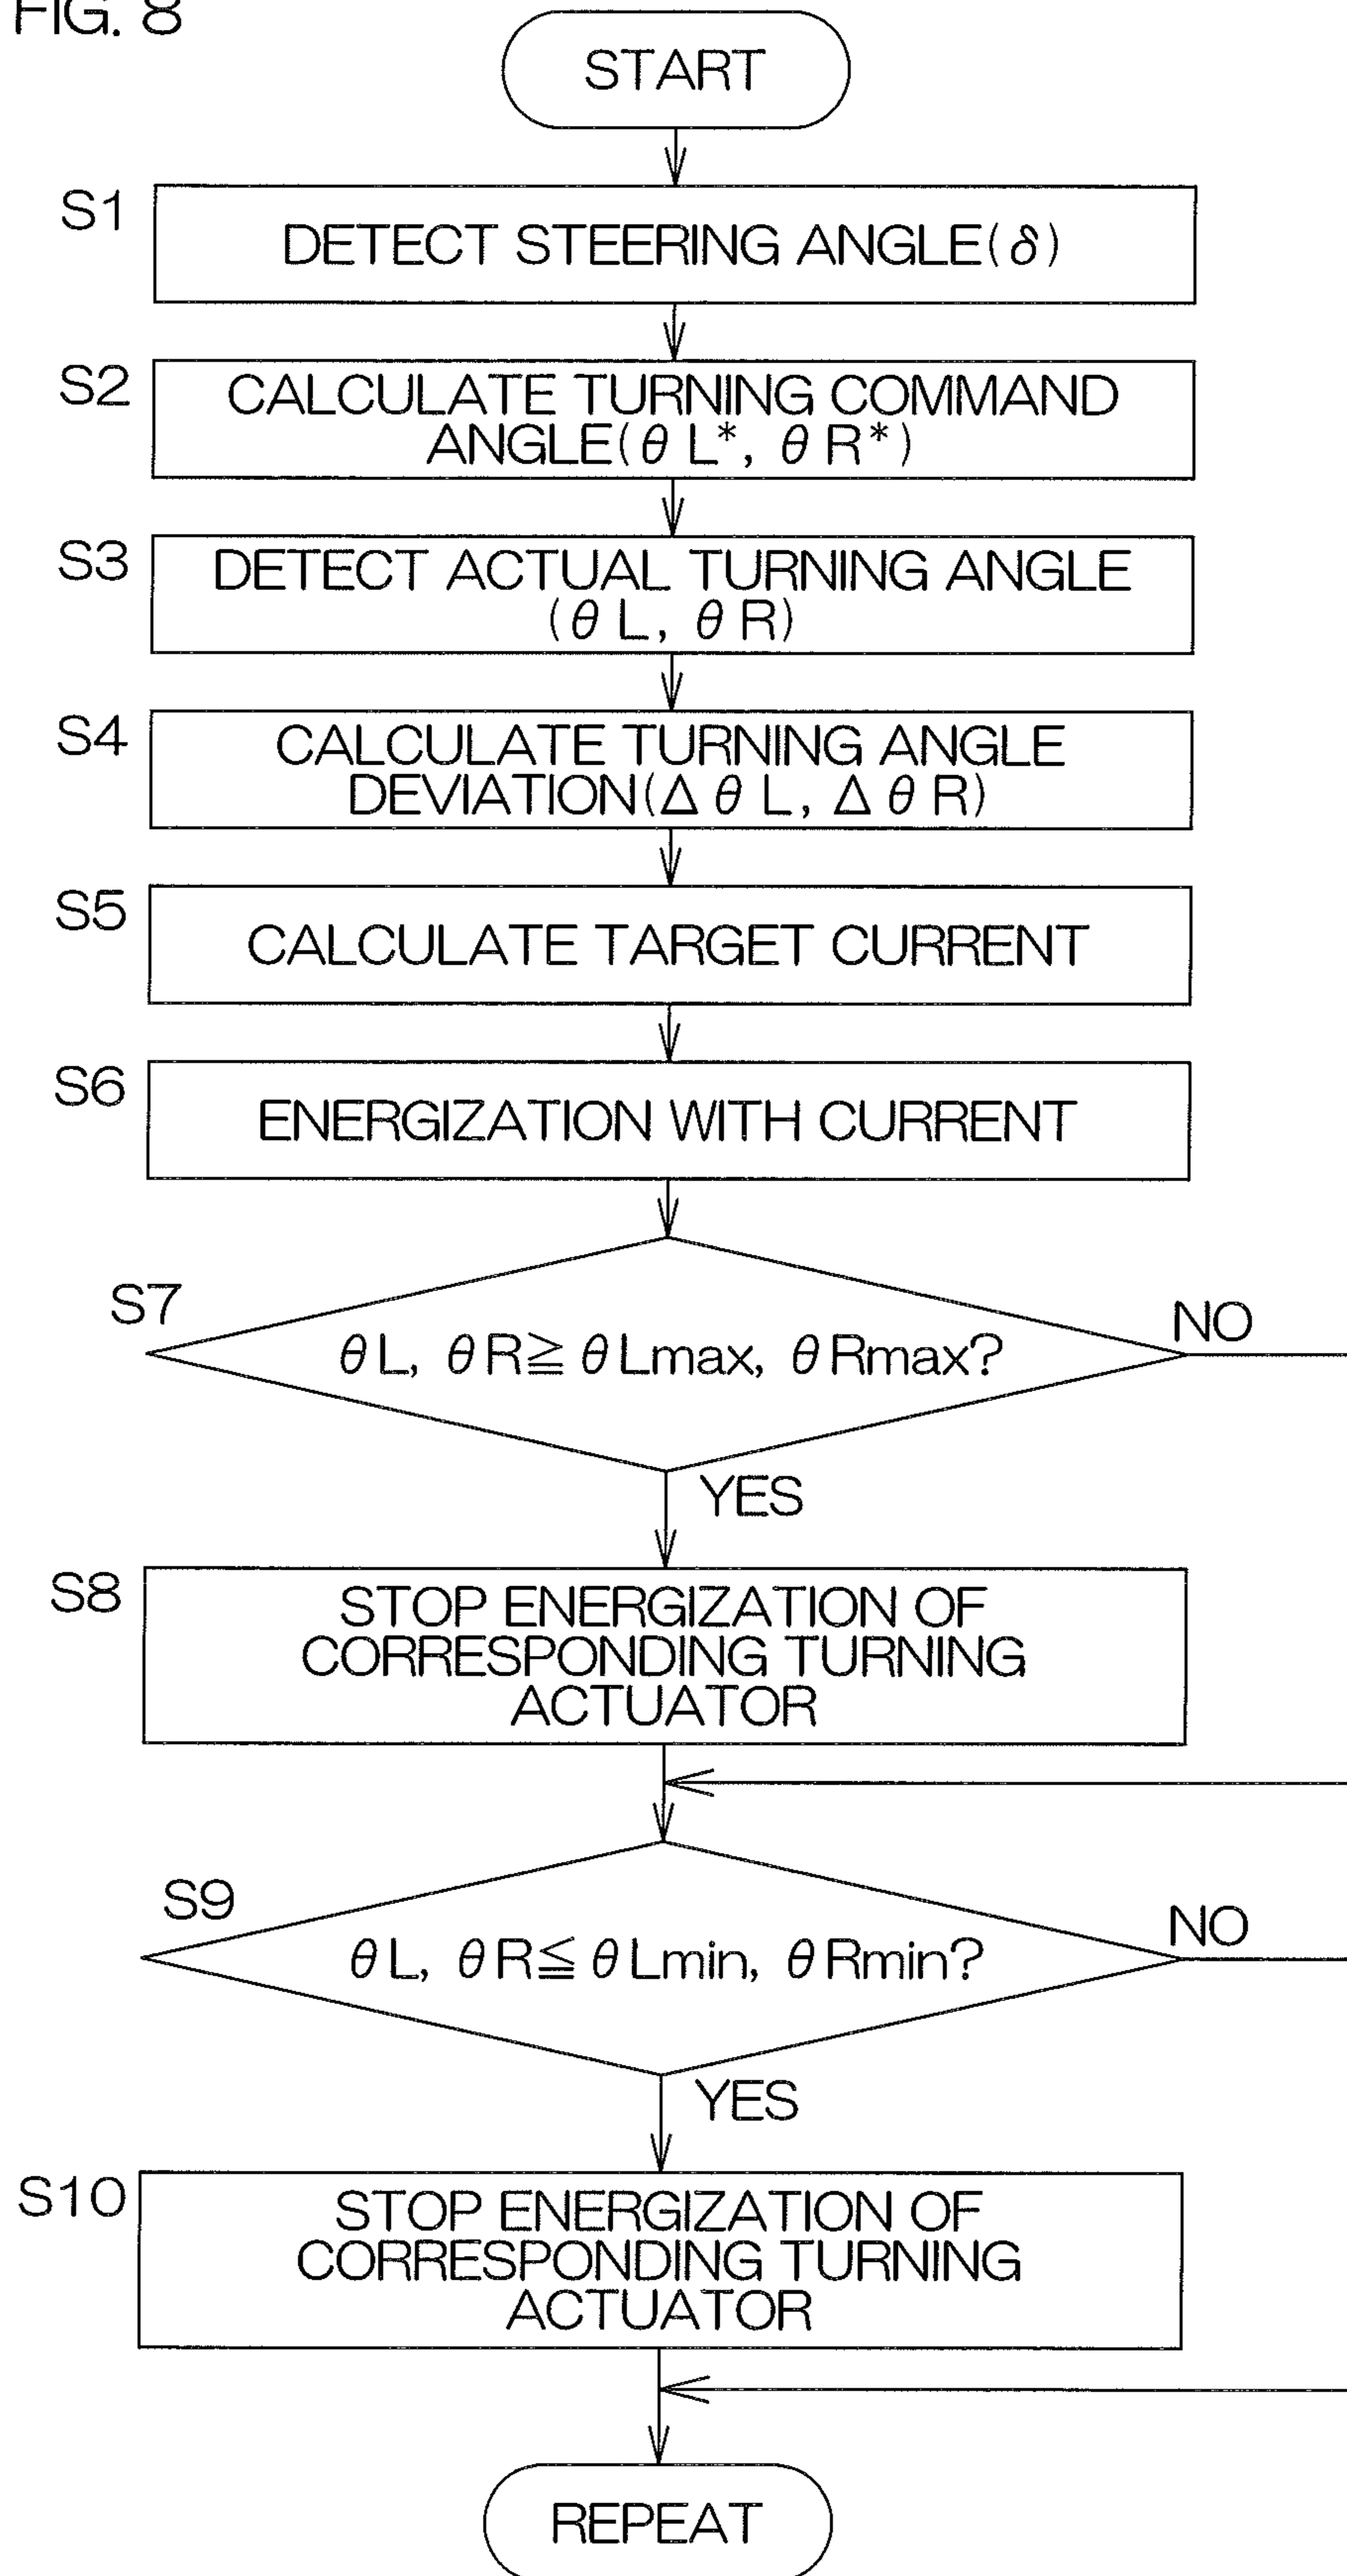 FIG. 8
START
S1
DETECT STEERING ANGLE(δ)
S2
CALCULATE TURNING COMMAND
ANGLE(θL*, θR*)
S3
DETECT ACTUAL TURNING ANGLE
(θL, θR)
S4
CALCULATE TURNING ANGLE
DEVIATION(ΔθL, ΔθR)
S5
CALCULATE TARGET CURRENT
S6
ENERGIZATION WITH CURRENT
S7
θL, θR≧θLmax, θRmax?
NO
YES
S8
STOP ENERGIZATION OF
CORRESPONDING TURNING
ACTUATOR
S9
θL, θR≦θLmin, θRmin?
NO
YES
S10
STOP ENERGIZATION OF
CORRESPONDING TURNING
ACTUATOR
REPEAT